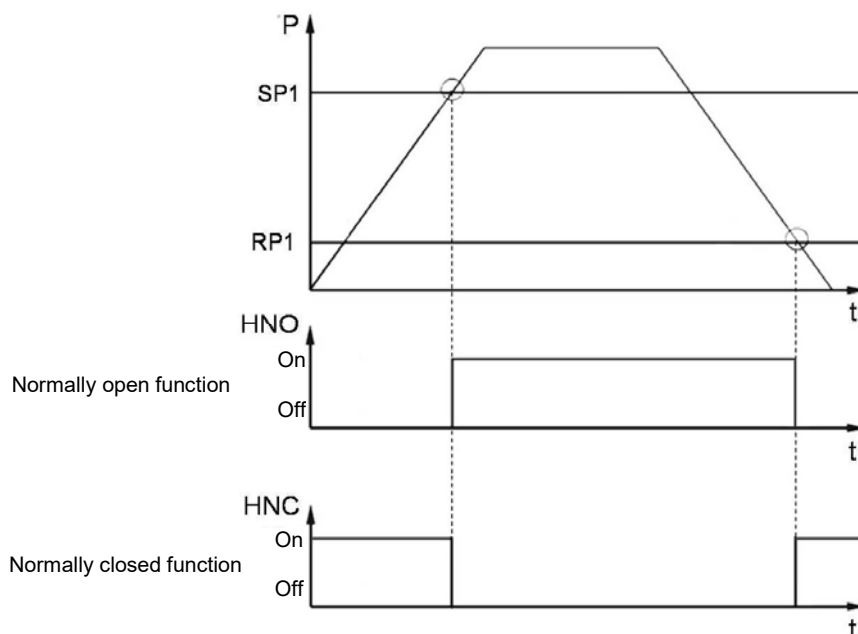 P
SP1
RP1
t
HNO
On
Normally open function
Off
t
HNC
On
Normally closed function
Off
t